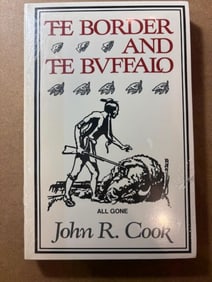 TE BORDER
AND
TE BVFFALO
ALL GONE
John R. Cook